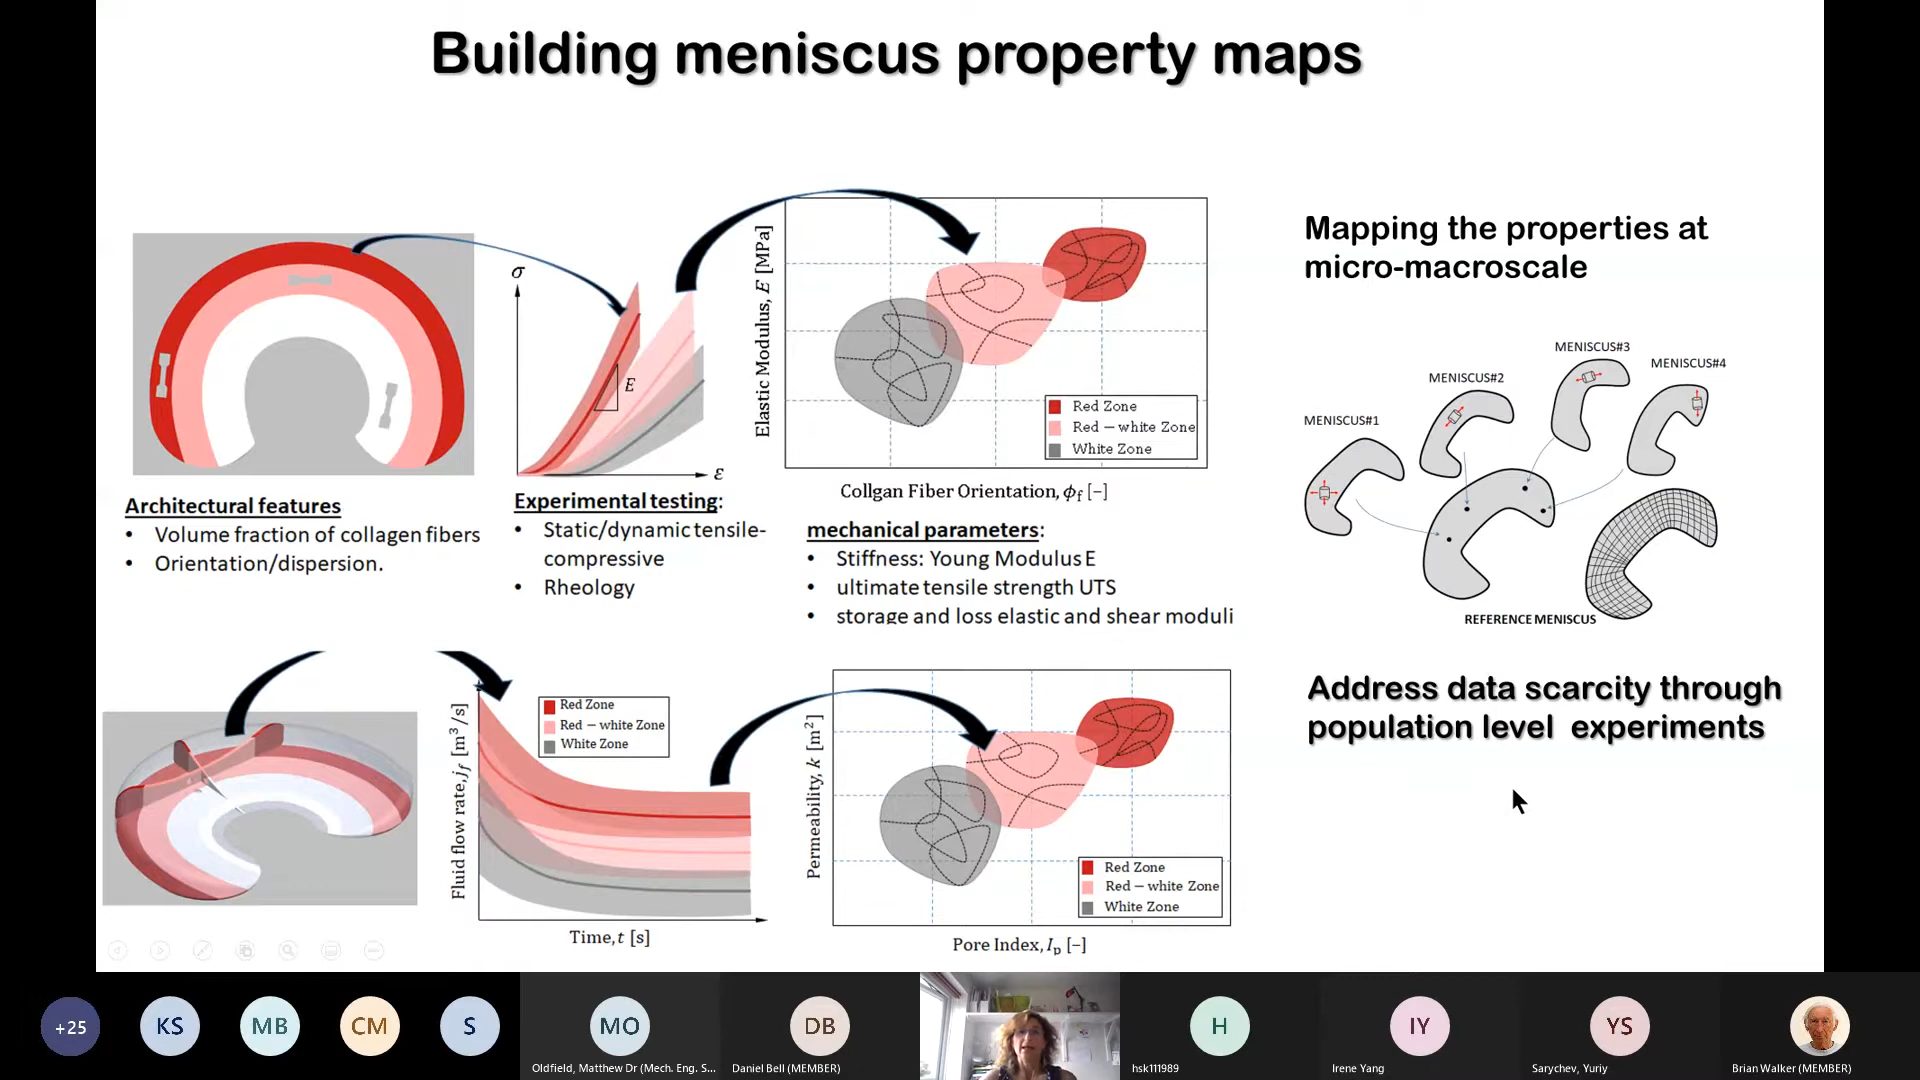 Building meniscus property maps
σ
E
ε
Architectural features
• Volume fraction of collagen fibers
• Orientation/dispersion.
Experimental testing:
• Static/dynamic tensile-
compressive
• Rheology
Elastic Modulus, E [MPa]
Red Zone
Red – white Zone
White Zone
Collgan Fiber Orientation, ϕf [–]
mechanical parameters:
• Stiffness: Young Modulus E
• ultimate tensile strength UTS
• storage and loss elastic and shear moduli
Mapping the properties at
micro-macroscale
MENISCUS#1
MENISCUS#2
MENISCUS#3
MENISCUS#4
REFERENCE MENISCUS
Address data scarcity through
population level experiments
Fluid flow rate, jf [m³/s]
Red Zone
Red – white Zone
White Zone
Time, t [s]
Permeability, k [m²]
Red Zone
Red – white Zone
White Zone
Pore Index, Ip [–]
+25
KS
MB
CM
S
MO
Oldfield, Matthew Dr (Mech. Eng. S...
DB
Daniel Bell (MEMBER)
H
hsk111989
IY
Irene Yang
YS
Sarychev, Yuriy
Brian Walker (MEMBER)